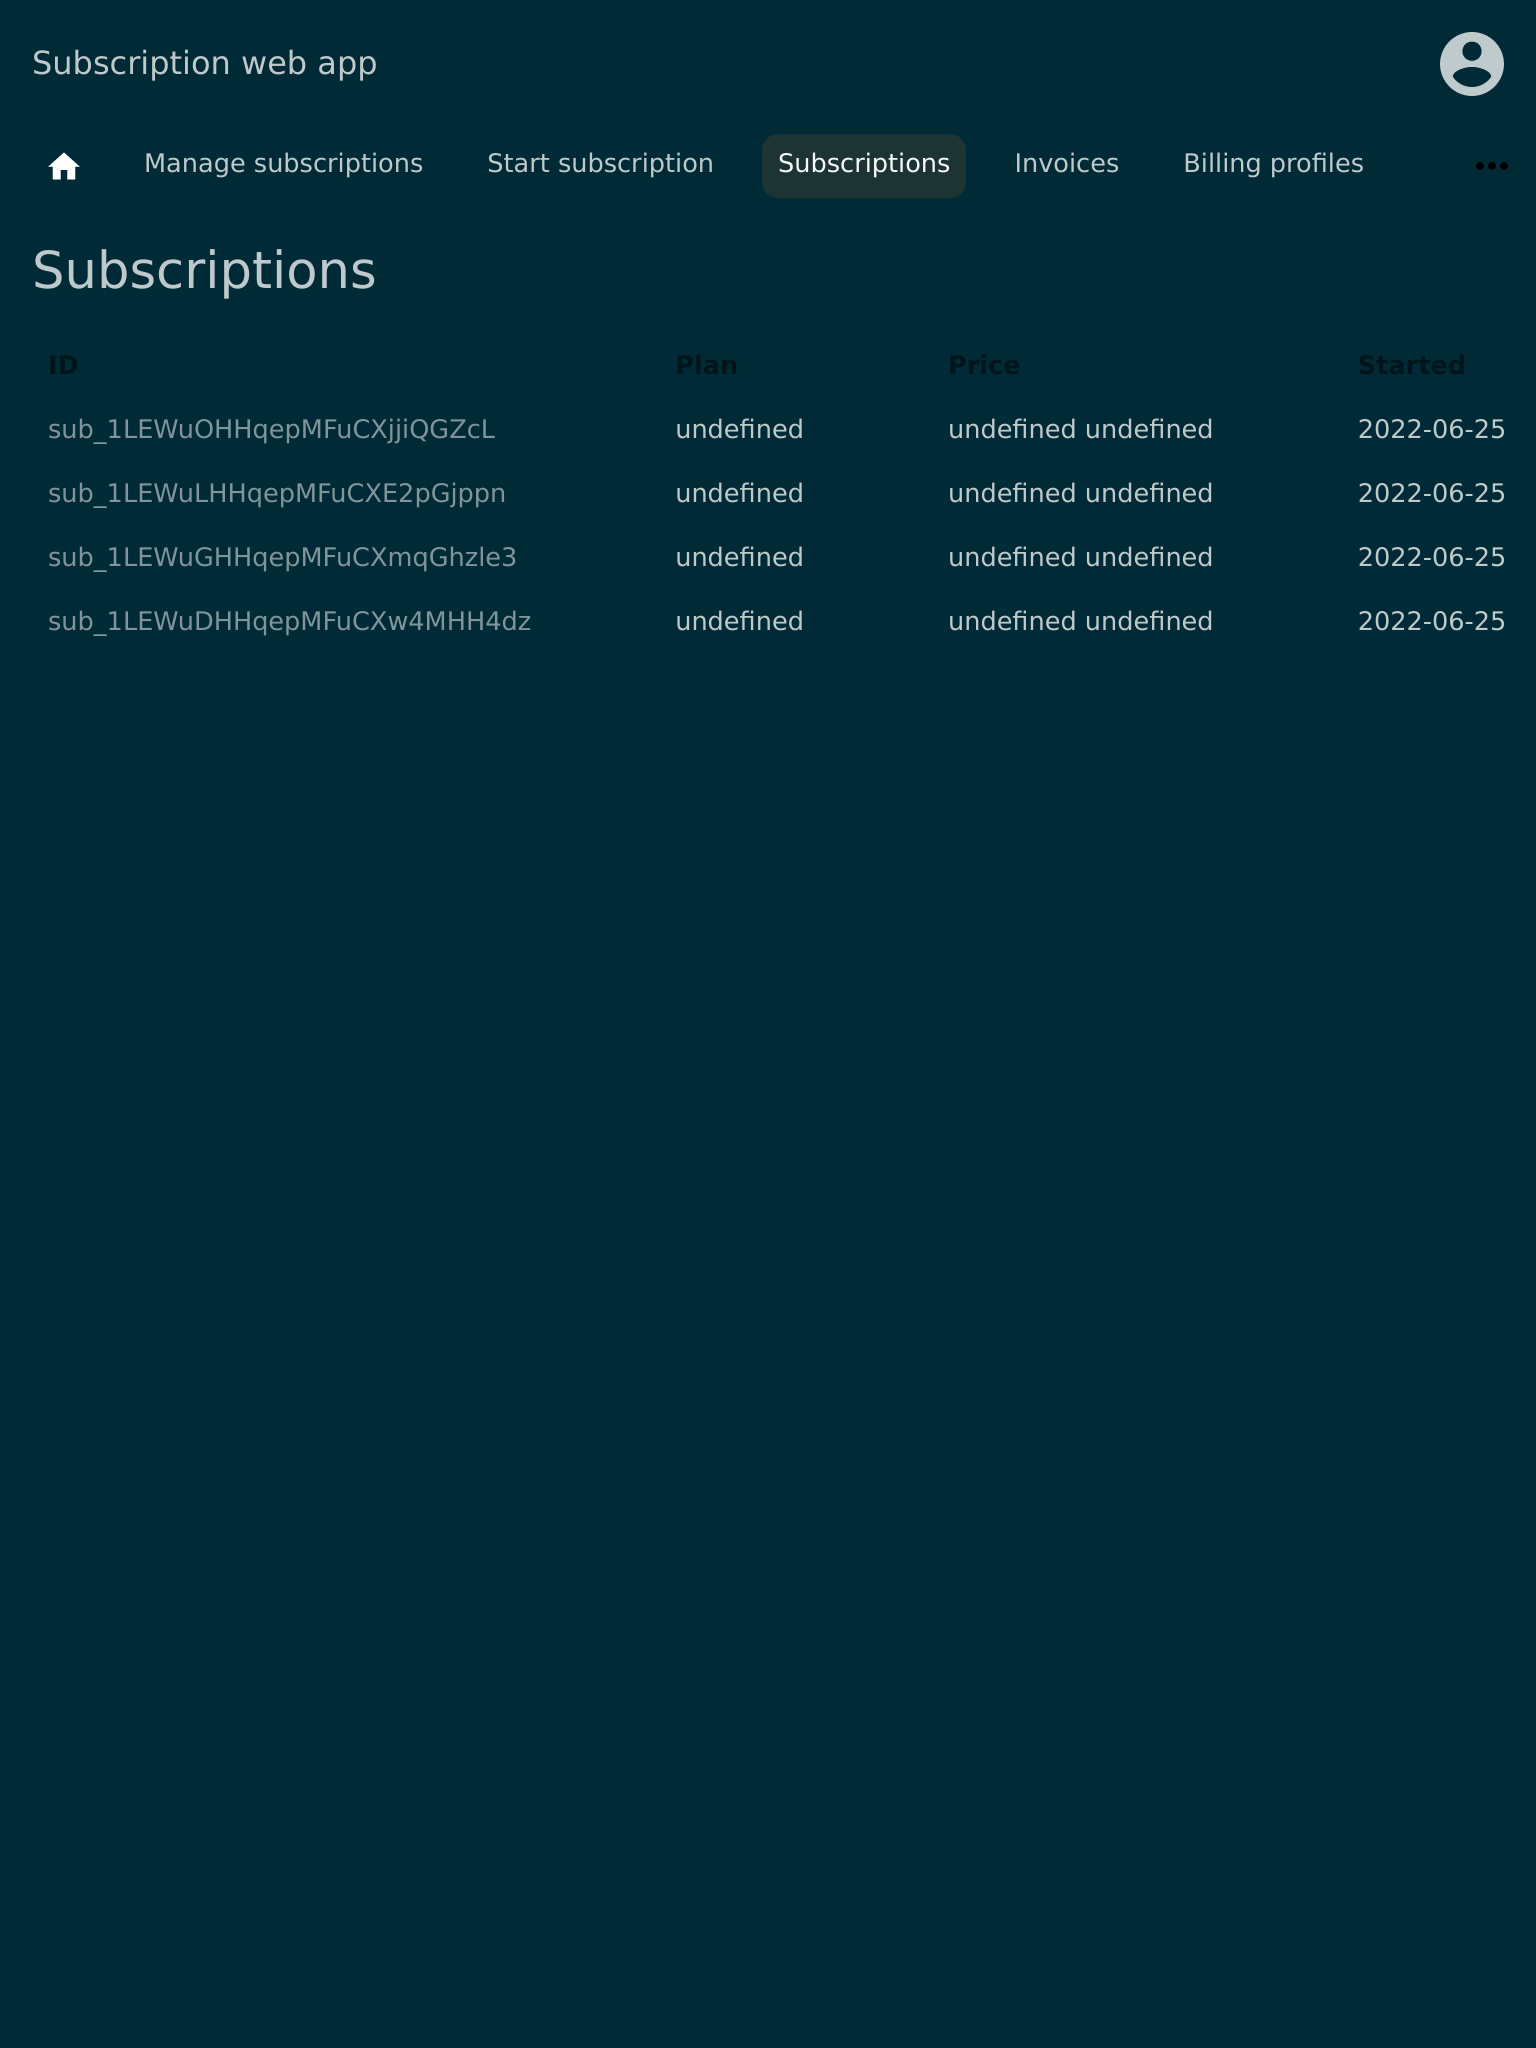 Subscription web app
Manage subscriptions Start subscription Subscriptions Invoices Billing profiles
Subscriptions
ID Plan Price Started
sub_1LEWuOHHqepMFuCXjjiQGZcL undefined undefined undefined 2022-06-25
sub_1LEWuLHHqepMFuCXE2pGjppn undefined undefined undefined 2022-06-25
sub_1LEWuGHHqepMFuCXmqGhzle3 undefined undefined undefined 2022-06-25
sub_1LEWuDHHqepMFuCXw4MHH4dz undefined undefined undefined 2022-06-25